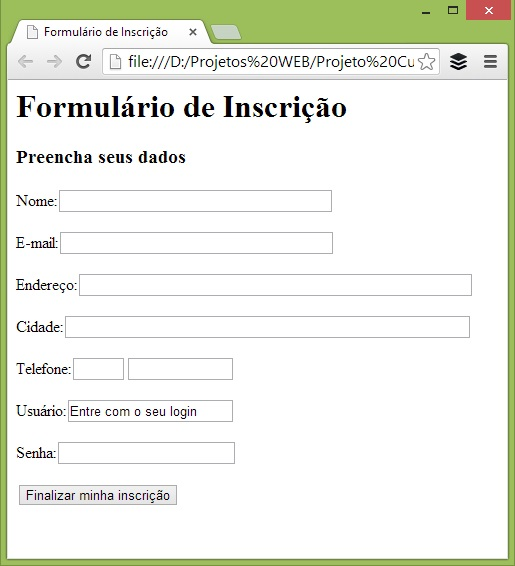 Formulário de Inscrição
file:///D:/Projetos%20WEB/Projeto%20Cu
Formulário de Inscrição
Preencha seus dados
Nome:
E-mail:
Endereço:
Cidade:
Telefone:
Usuário: Entre com o seu login
Senha:
Finalizar minha inscrição